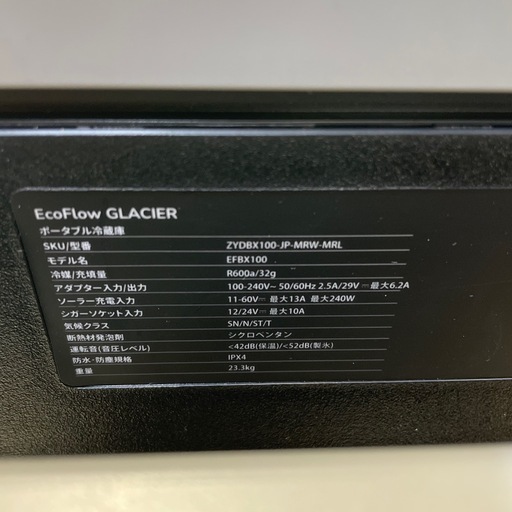 EcoFlow GLACIER
ポータブル冷蔵庫
SKU/型番 ZYDBX100-JP-MRW-MRL
モデル名 EFBX100
冷媒/充填量 R600a/32g
アダプター入力/出力 100-240V~ 50/60Hz 2.5A/29V⎓最大6.2A
ソーラー充電入力 11-60V⎓最大13A 最大240W
シガーソケット入力 12/24V⎓最大10A
気候クラス SN/N/ST/T
断熱材発泡剤 シクロペンタン
運転音(音圧レベル) <42dB(保温)/<52dB(製氷)
防水·防塵規格 IPX4
重量 23.3kg